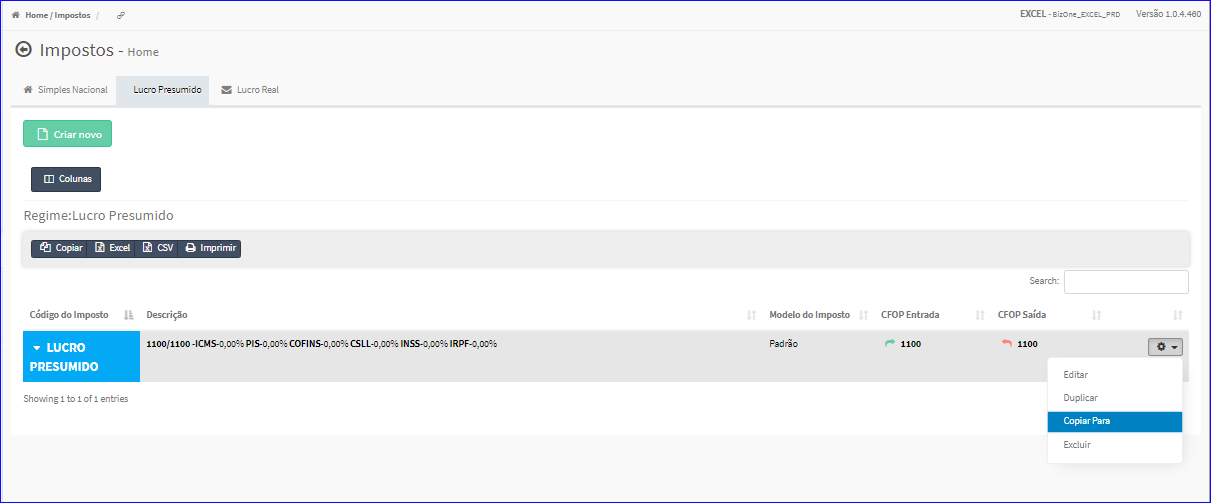 Home / Impostos /
EXCEL - BizOne_EXCEL_PRD Versão 1.0.4.460
Impostos - Home
Simples Nacional Lucro Presumido Lucro Real
Criar novo
Colunas
Regime:Lucro Presumido
Copiar Excel CSV Imprimir
Search:
Código do Imposto Descrição Modelo do Imposto CFOP Entrada CFOP Saída
LUCRO PRESUMIDO 1100/1100 -ICMS-0,00% PIS-0,00% COFINS-0,00% CSLL-0,00% INSS-0,00% IRPF-0,00% Padrão 1100 1100
Showing 1 to 1 of 1 entries
Editar
Duplicar
Copiar Para
Excluir